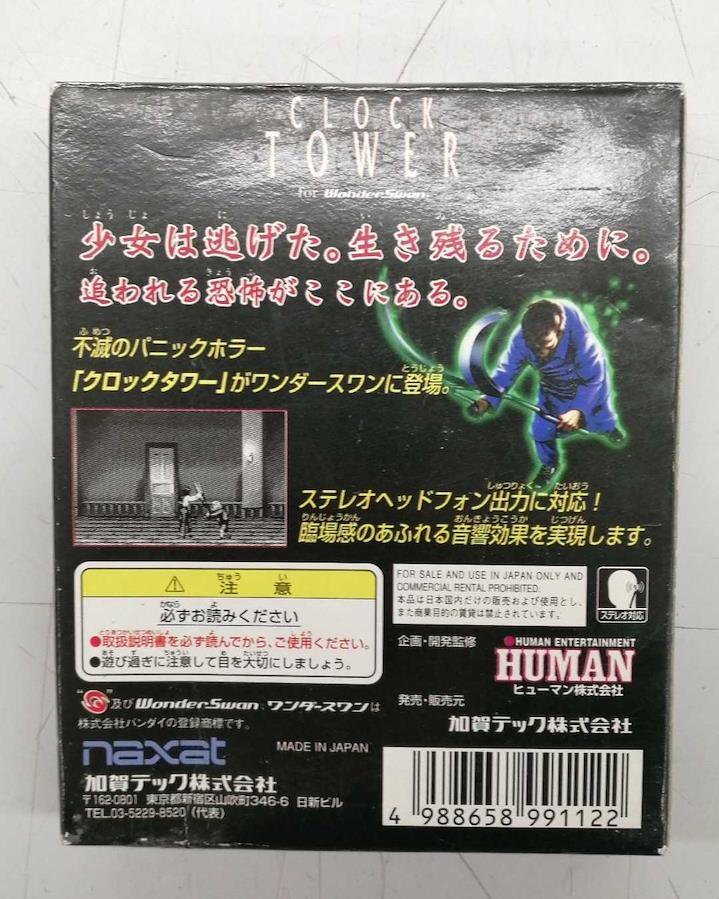 CLOCK
TOWER
for WonderSwan
少女は逃げた。生き残るために。
追われる恐怖がここにある。
不滅のパニックホラー
「クロックタワー」がワンダースワンに登場。
ステレオヘッドフォン出力に対応!
臨場感のあふれる音響効果を実現します。
⚠ 注意
必ずお読みください
●取扱説明書を必ず読んでから、ご使用ください。
●遊び過ぎに注意して目を大切にしましょう。
FOR SALE AND USE IN JAPAN ONLY AND
COMMERCIAL RENTAL PROHIBITED.
本品は日本国内だけの販売および使用とし、
また商業目的の賃貸は禁止されています。
ステレオ対応
企画・開発監修
HUMAN ENTERTAINMENT
HUMAN
ヒューマン株式会社
発売・販売元
加賀テック株式会社
及びWonderSwan、ワンダースワンは
株式会社バンダイの登録商標です。
naxat
MADE IN JAPAN
加賀テック株式会社
〒162-0801 東京都新宿区山吹町346-6 日新ビル
TEL.03-5229-8520(代表)
4 988658 991122